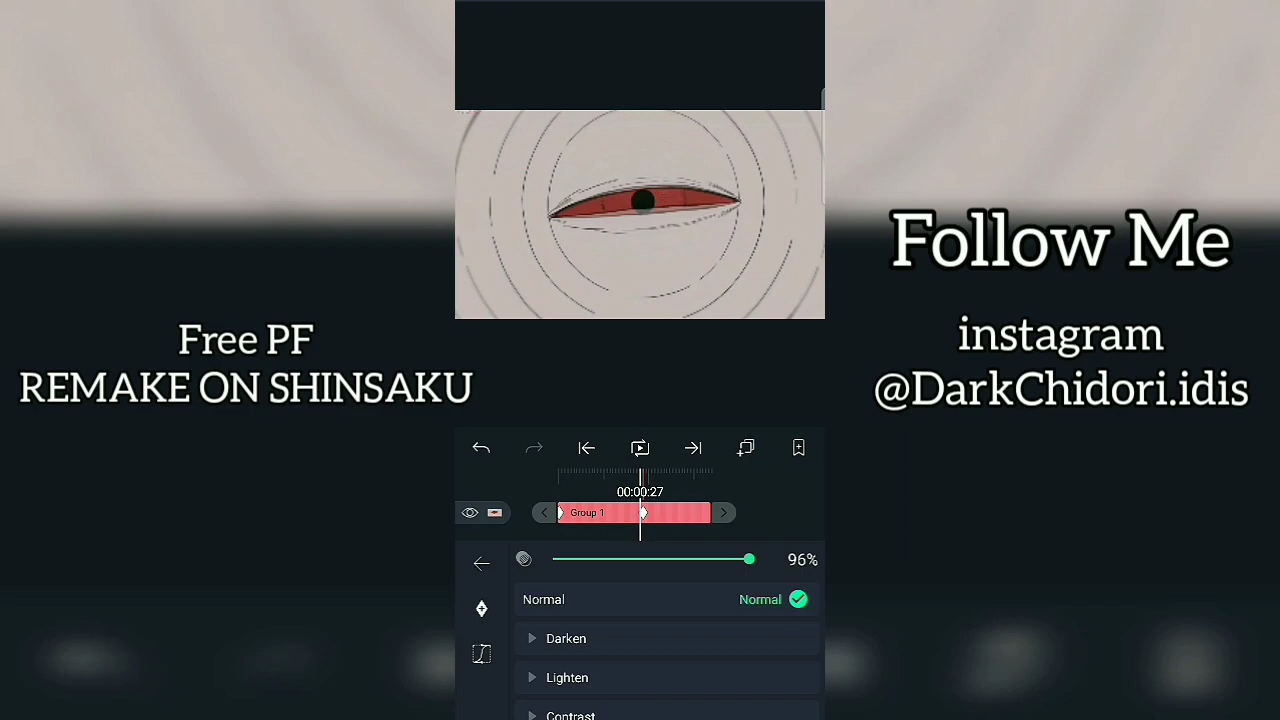 Free PF
REMAKE ON SHINSAKU
Follow Me
instagram
@DarkChidori.idis
00:00:27
Group 1
96%
Normal Normal
Darken
Lighten
Contrast